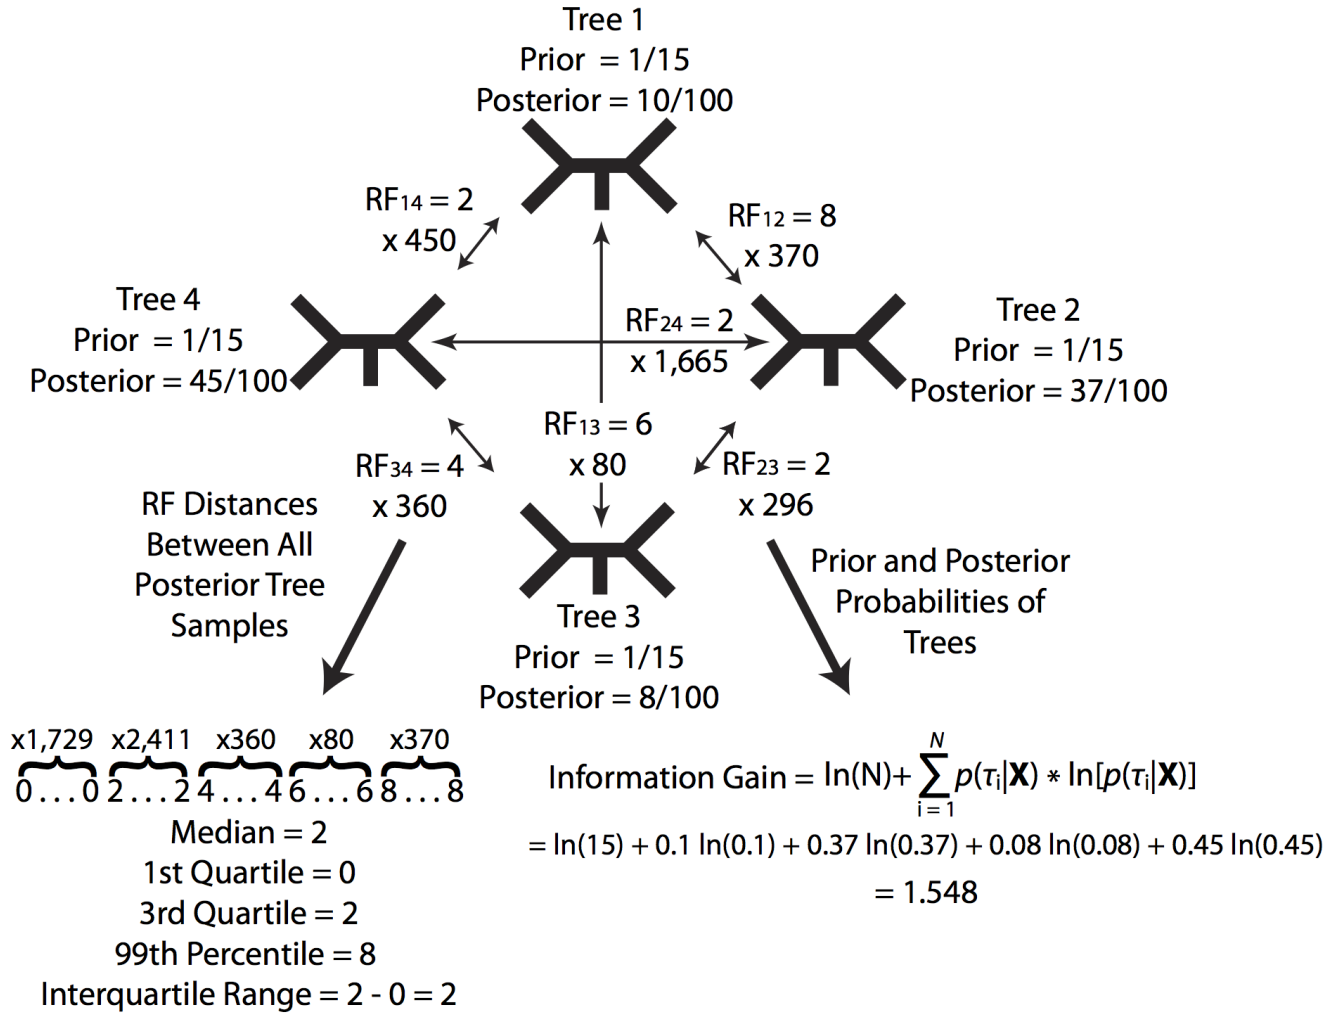 Tree 1
Prior = 1/15
Posterior = 10/100
RF14 = 2
x 450
RF12 = 8
x 370
Tree 4
Prior = 1/15
Posterior = 45/100
RF24 = 2
x 1,665
Tree 2
Prior = 1/15
Posterior = 37/100
RF13 = 6
x 80
RF34 = 4
x 360
RF23 = 2
x 296
RF Distances
Between All
Posterior Tree
Samples
Prior and Posterior
Probabilities of
Trees
Tree 3
Prior = 1/15
Posterior = 8/100
x1,729 x2,411 x360 x80 x370
0...0 2...2 4...4 6...6 8...8
Median = 2
1st Quartile = 0
3rd Quartile = 2
99th Percentile = 8
Interquartile Range = 2 - 0 = 2
Information Gain = ln(N)+ N∑i = 1 p(τi|X) * ln[p(τi|X)]
= ln(15) + 0.1 ln(0.1) + 0.37 ln(0.37) + 0.08 ln(0.08) + 0.45 ln(0.45)
= 1.548